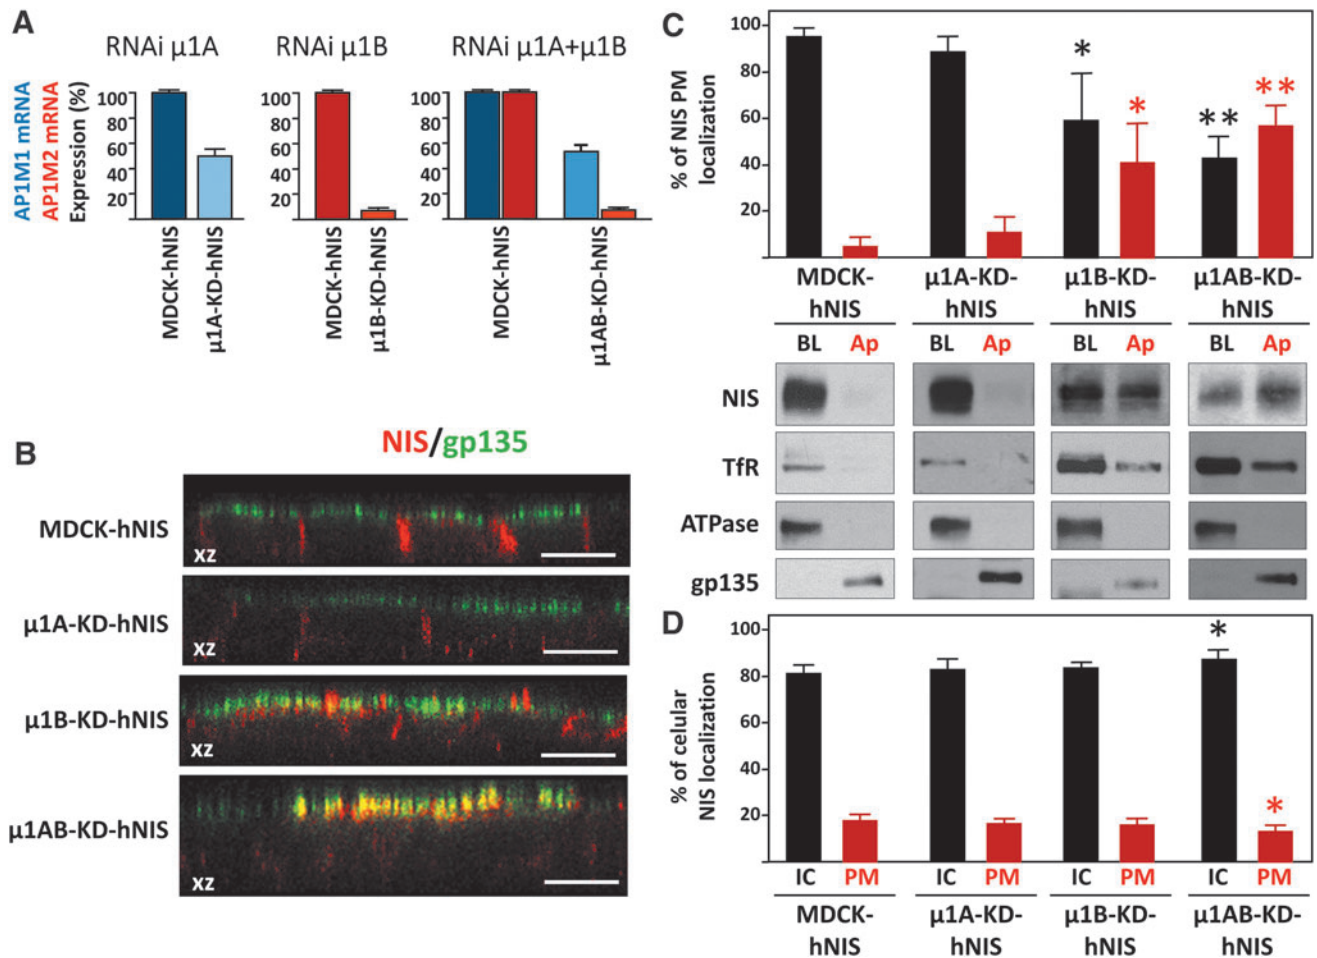 A
RNAi µ1A
RNAi µ1B
RNAi µ1A+µ1B
AP1M1 mRNA
AP1M2 mRNA
Expression (%)
100
80
60
40
20
MDCK-hNIS
µ1A-KD-hNIS
100
80
60
40
20
MDCK-hNIS
µ1B-KD-hNIS
100
80
60
40
20
MDCK-hNIS
µ1AB-KD-hNIS
B
NIS/gp135
MDCK-hNIS
xz
µ1A-KD-hNIS
xz
µ1B-KD-hNIS
xz
µ1AB-KD-hNIS
xz
C
% of NIS PM
localization
100
80
60
40
20
*
*
**
**
MDCK-
hNIS
µ1A-KD-
hNIS
µ1B-KD-
hNIS
µ1AB-KD-
hNIS
BL Ap
BL Ap
BL Ap
BL Ap
NIS
TfR
ATPase
gp135
D
% of celular
NIS localization
100
80
60
40
20
*
*
IC PM
IC PM
IC PM
IC PM
MDCK-
hNIS
µ1A-KD-
hNIS
µ1B-KD-
hNIS
µ1AB-KD-
hNIS